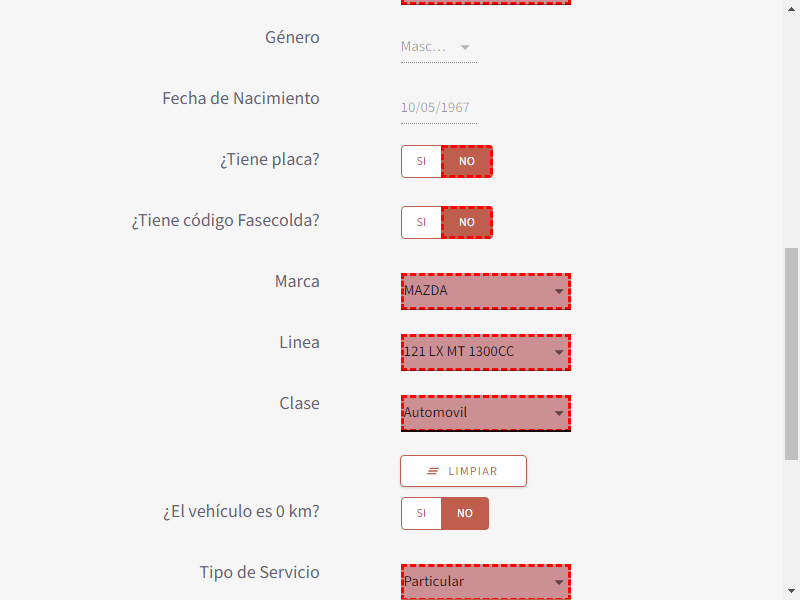 Género
Masc...
Fecha de Nacimiento
10/05/1967
¿Tiene placa?
SI NO
¿Tiene código Fasecolda?
SI NO
Marca
MAZDA
Linea
121 LX MT 1300CC
Clase
Automovil
LIMPIAR
¿El vehículo es 0 km?
SI NO
Tipo de Servicio
Particular